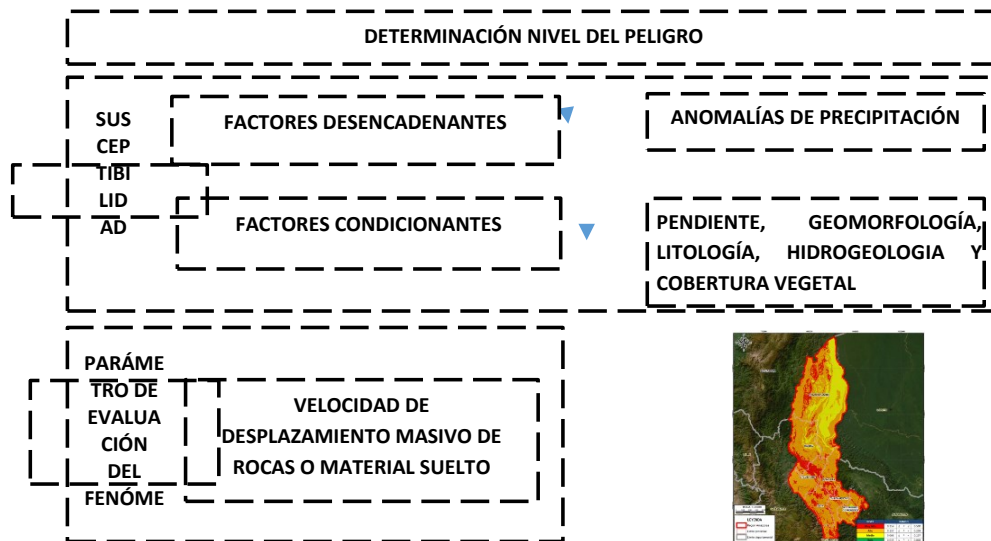 DETERMINACIÓN NIVEL DEL PELIGRO
SUS
CEP
TIBI
LID
AD
FACTORES DESENCADENANTES
ANOMALÍAS DE PRECIPITACIÓN
FACTORES CONDICIONANTES
PENDIENTE, GEOMORFOLOGÍA,
LITOLOGÍA, HIDROGEOLOGIA Y
COBERTURA VEGETAL
PARÁME
TRO DE
EVALUA
CIÓN
DEL
FENÓME
VELOCIDAD DE
DESPLAZAMIENTO MASIVO DE
ROCAS O MATERIAL SUELTO
LEYENDA